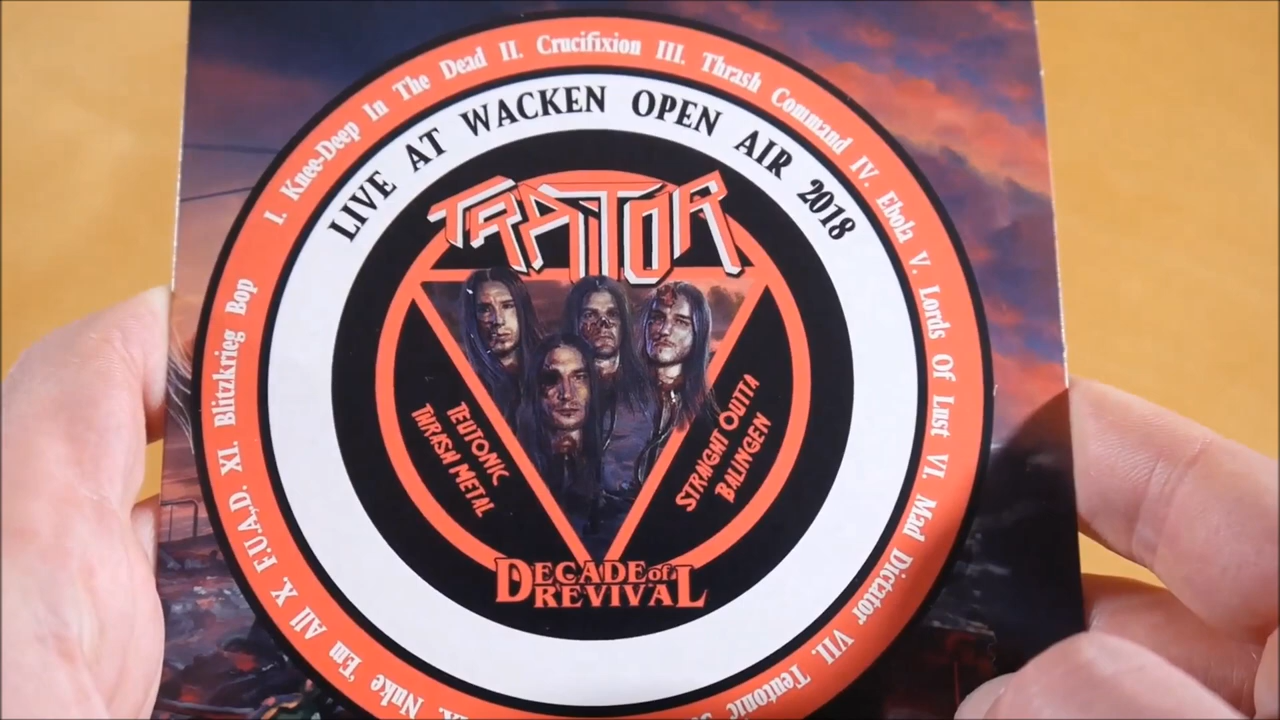 I. Knee-Deep In The Dead II. Crucifixion III. Thrash Command IV. Ebola V. Lords Of Lust VI. Mad Dictator VII. Teutonic
Nuke 'Em All X. F.U.A.D. XI. Blitzkrieg Bop
LIVE AT WACKEN OPEN AIR 2018
TRAITOR
TEUTONIC
THRASH METAL
STRAIGHT OUTTA
BALINGEN
DECADE of
REVIVAL